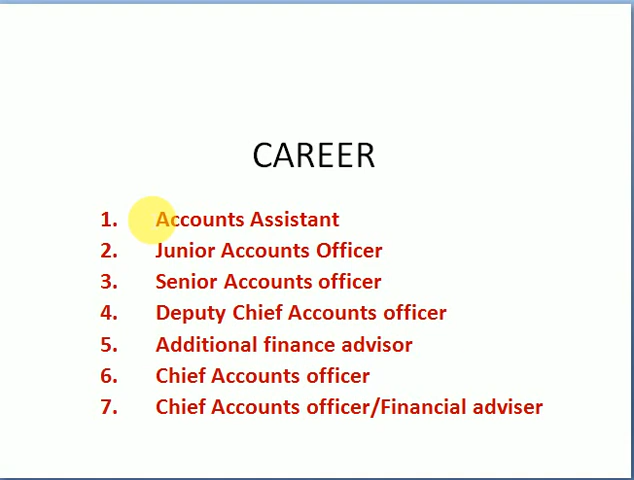 CAREER
1. Accounts Assistant
2. Junior Accounts Officer
3. Senior Accounts officer
4. Deputy Chief Accounts officer
5. Additional finance advisor
6. Chief Accounts officer
7. Chief Accounts officer/Financial adviser